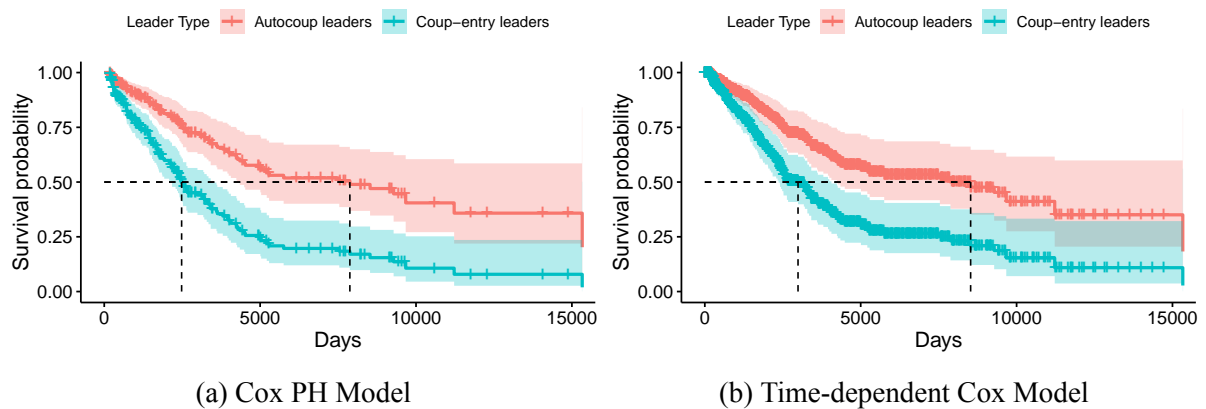 Leader Type Autocoup leaders Coup−entry leaders
Survival probability
1.00
0.75
0.50
0.25
0.00
0 5000 10000 15000
Days
(a) Cox PH Model
Leader Type Autocoup leaders Coup−entry leaders
Survival probability
1.00
0.75
0.50
0.25
0.00
0 5000 10000 15000
Days
(b) Time-dependent Cox Model